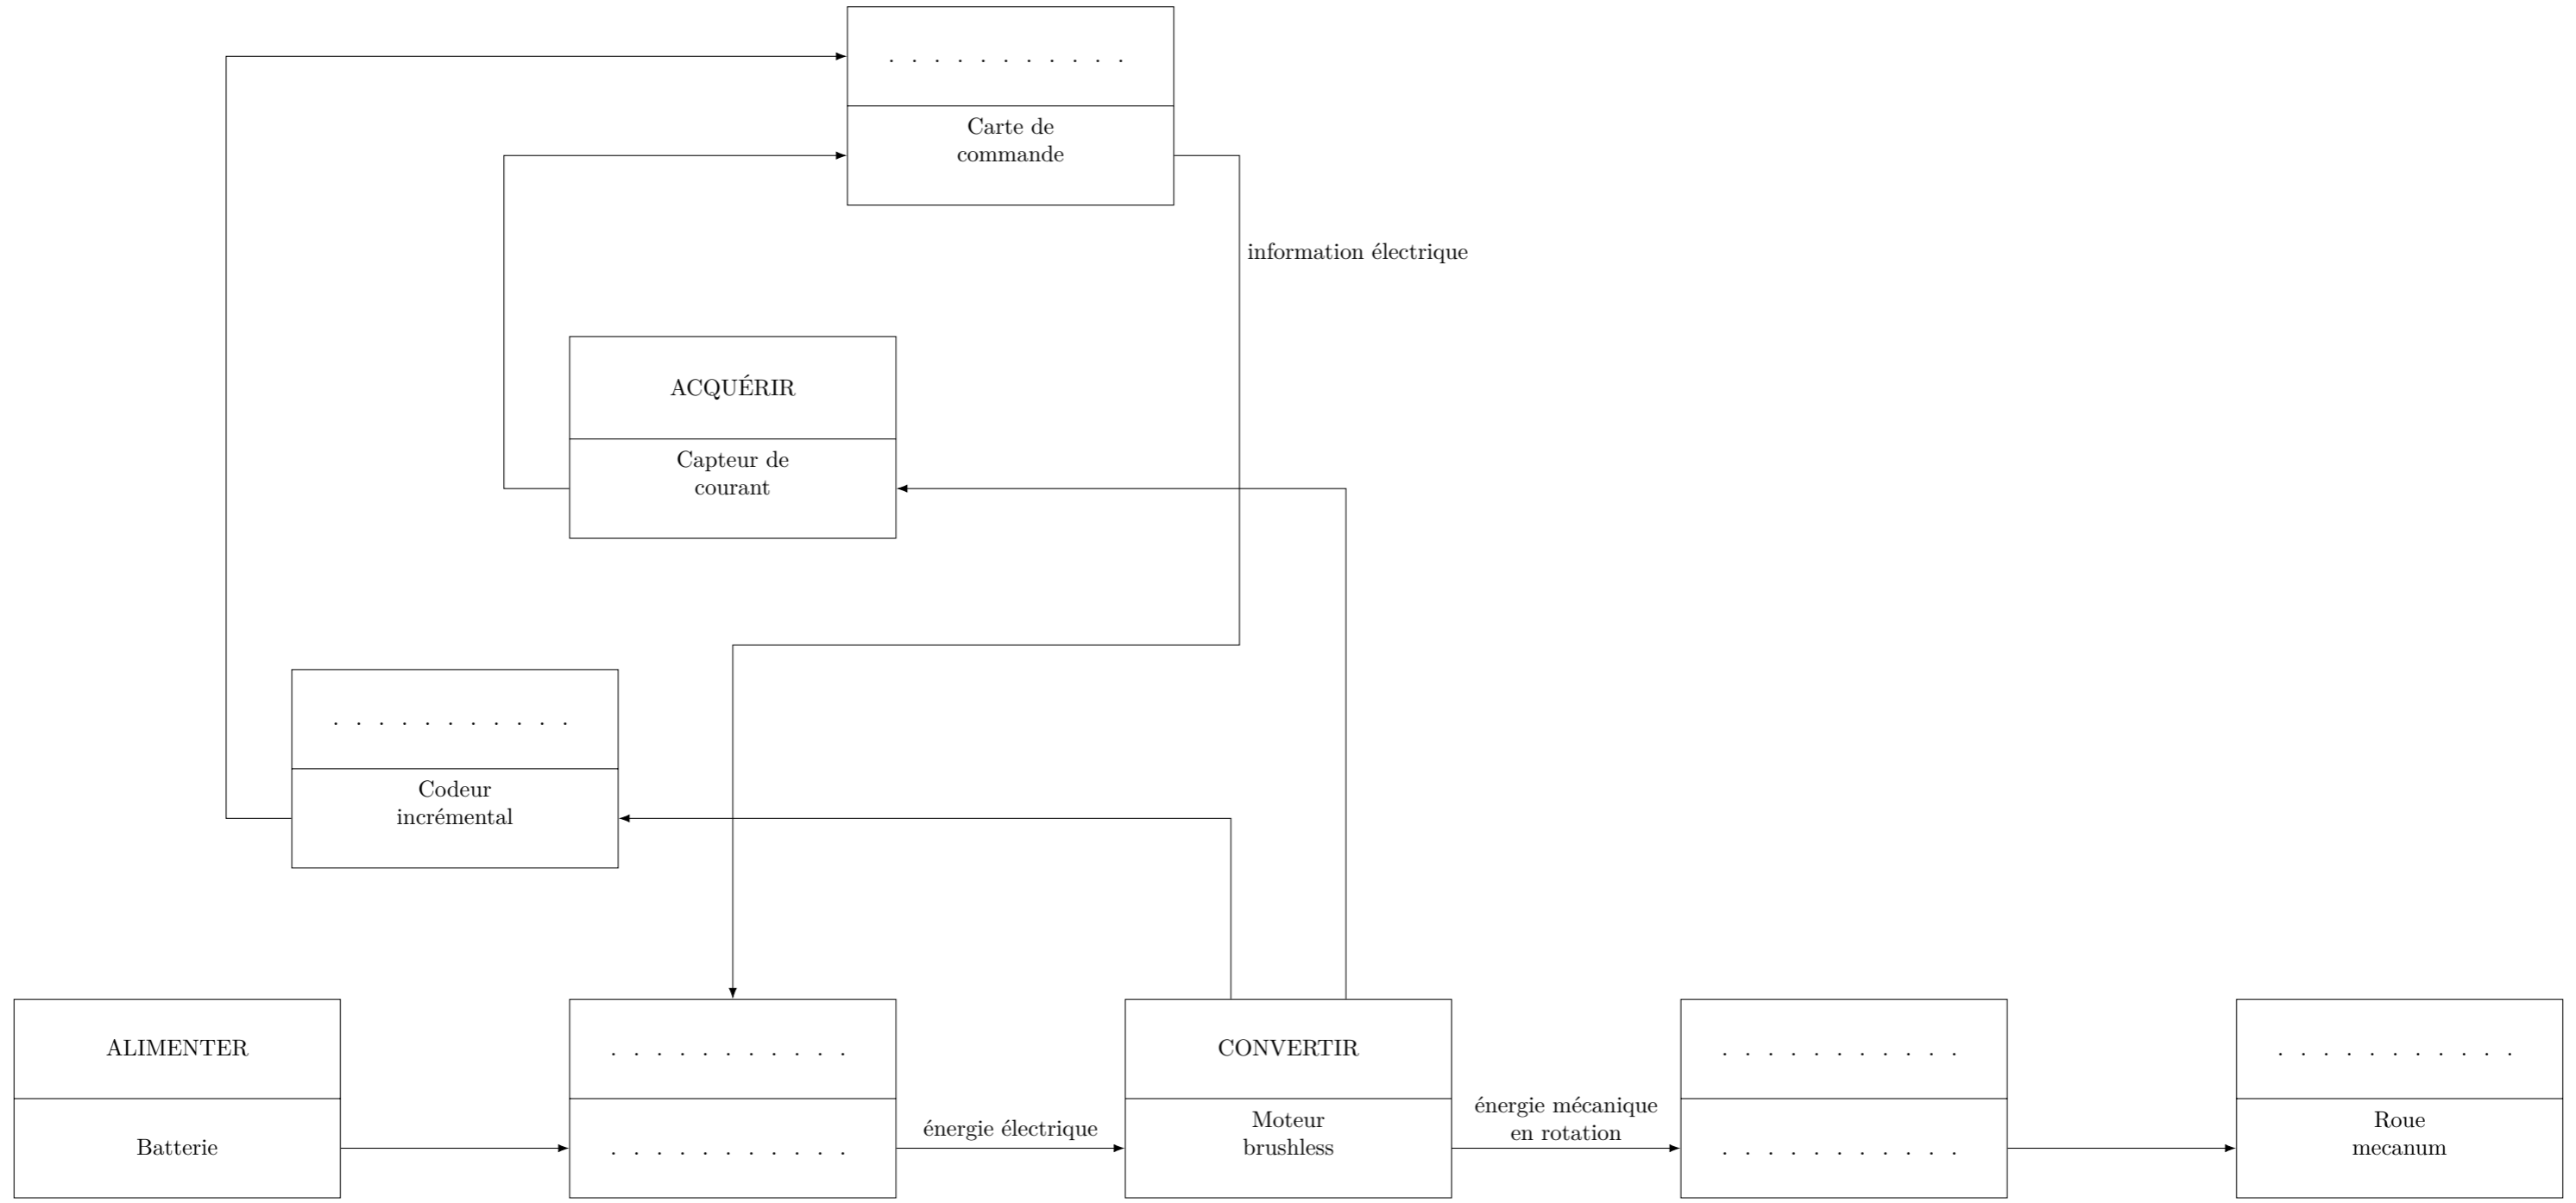 . . . . . . . . . . .
Carte de
commande
information électrique
ACQUÉRIR
Capteur de
courant
. . . . . . . . . . .
Codeur
incrémental
ALIMENTER
Batterie
. . . . . . . . . . .
. . . . . . . . . . .
énergie électrique
CONVERTIR
Moteur
brushless
énergie mécanique
en rotation
. . . . . . . . . . .
. . . . . . . . . . .
. . . . . . . . . . .
Roue
mecanum